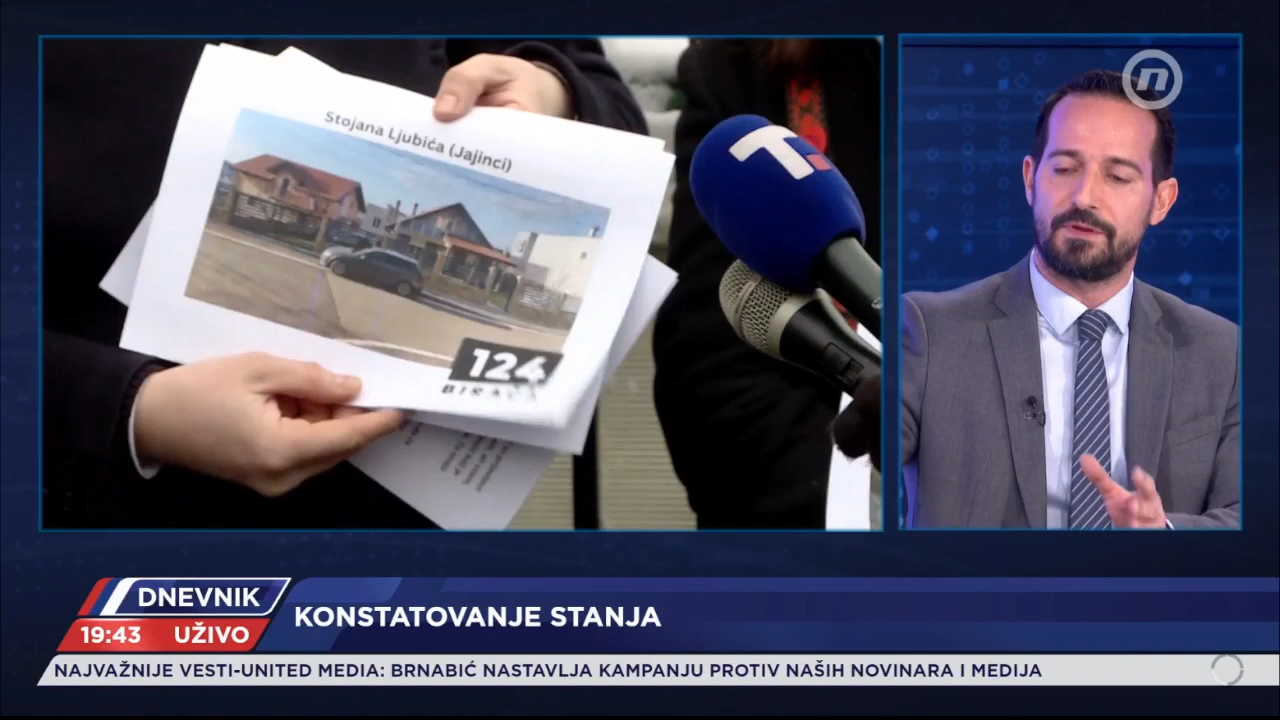 Stojana Ljubića (Jajinci)
124
BIRAČA
T.
n
DNEVNIK
19:43 UŽIVO
KONSTATOVANJE STANJA
NAJVAŽNIJE VESTI-UNITED MEDIA: BRNABIĆ NASTAVLJA KAMPANJU PROTIV NAŠIH NOVINARA I MEDIJA